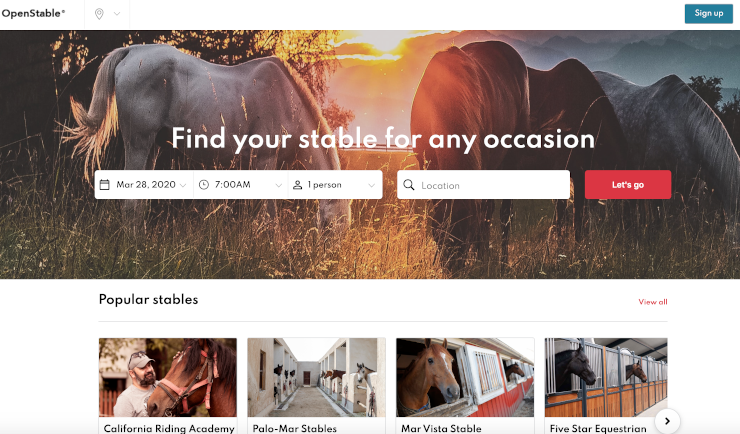 OpenStable®
Sign up
Find your stable for any occasion
Mar 28, 2020
7:00AM
1 person
Location
Let's go
Popular stables
View all
California Riding Academy
Palo-Mar Stables
Mar Vista Stable
Five Star Equestrian